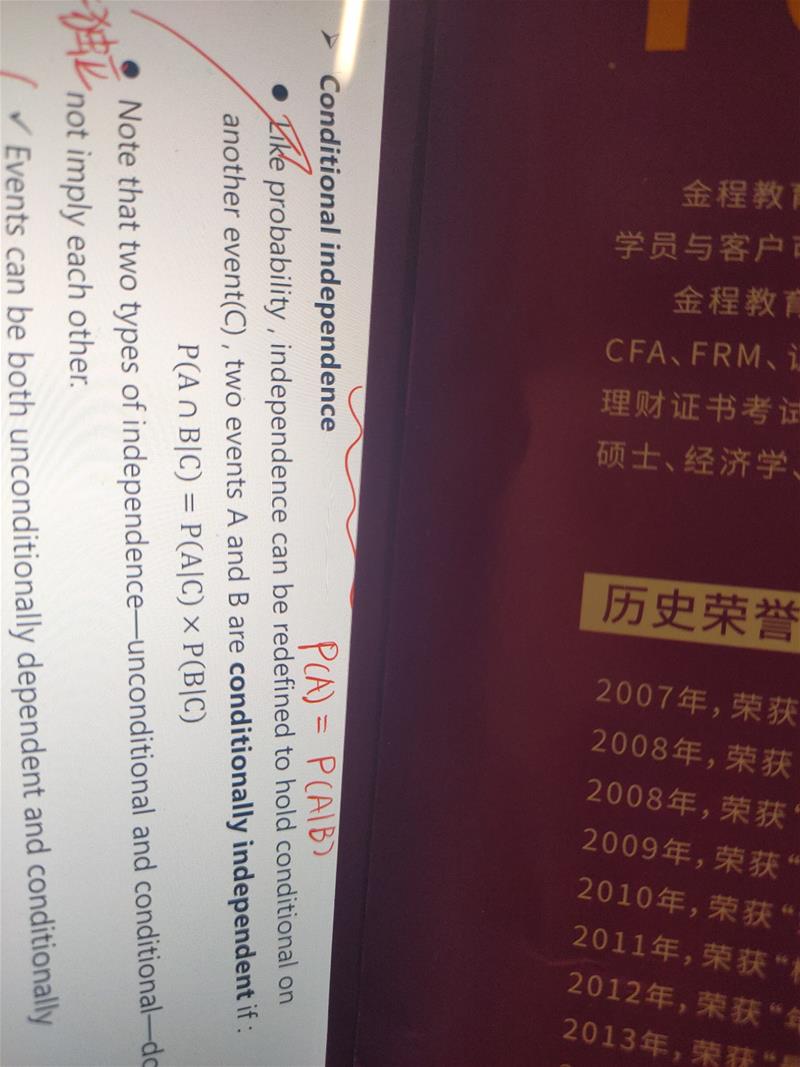 ➤ Conditional independence
P(A) = P(A|B)
● Like probability , independence can be redefined to hold conditional on
another event(C) , two events A and B are conditionally independent if :
P(A ∩ B|C) = P(A|C) × P(B|C)
● Note that two types of independence—unconditional and conditional—do
not imply each other.
独立
✓ Events can be both unconditionally dependent and conditionally
金程教育
学员与客户
金程教育
CFA、FRM、
理财证书考试
硕士、经济学、
历史荣誉
2007年，荣获
2008年，荣获
2008年，荣获“
2009年，荣获“
2010年，荣获“
2011年，荣获“
2012年，荣获“年
2013年，荣获“